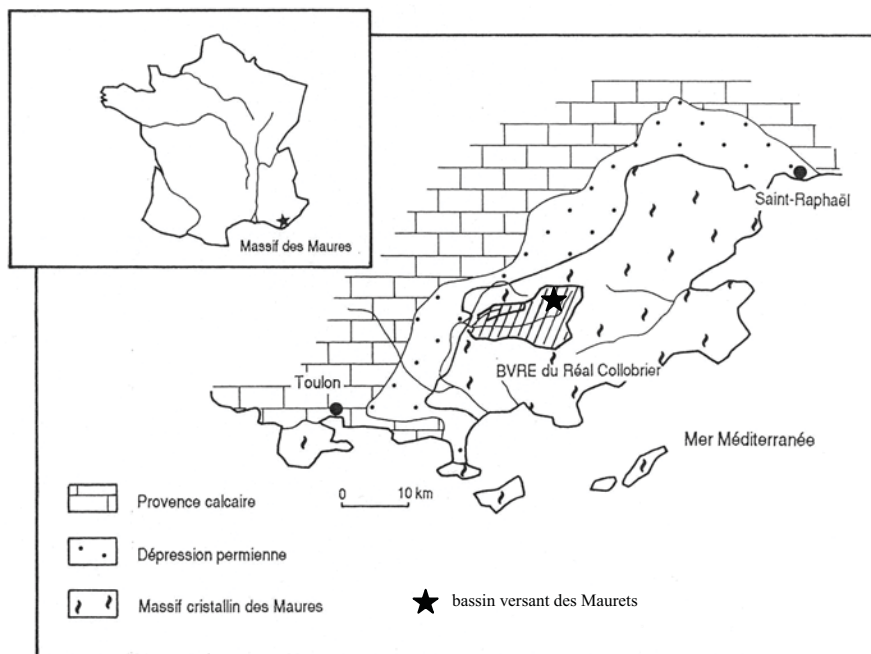 Massif des Maures
Saint-Raphaël
BVRE du Réal Collobrier
Toulon
Mer Méditerranée
0 10 km
Provence calcaire
Dépression permienne
Massif cristallin des Maures
bassin versant des Maurets